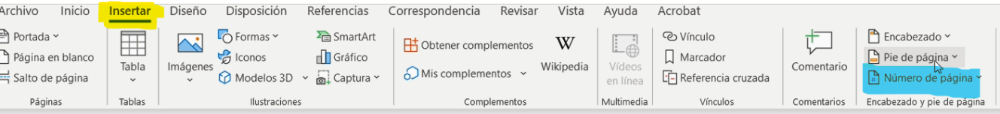 Archivo Inicio Insertar Diseño Disposición Referencias Correspondencia Revisar Vista Ayuda Acrobat
Portada
Página en blanco
Salto de página
Páginas
Tabla
Tablas
Imágenes
Formas
Iconos
Modelos 3D
SmartArt
Gráfico
Captura
Ilustraciones
Obtener complementos
Mis complementos
W
Wikipedia
Complementos
Vídeos
en línea
Multimedia
Vínculo
Marcador
Referencia cruzada
Vínculos
Comentario
Comentarios
Encabezado
Pie de página
# Número de página
Encabezado y pie de página